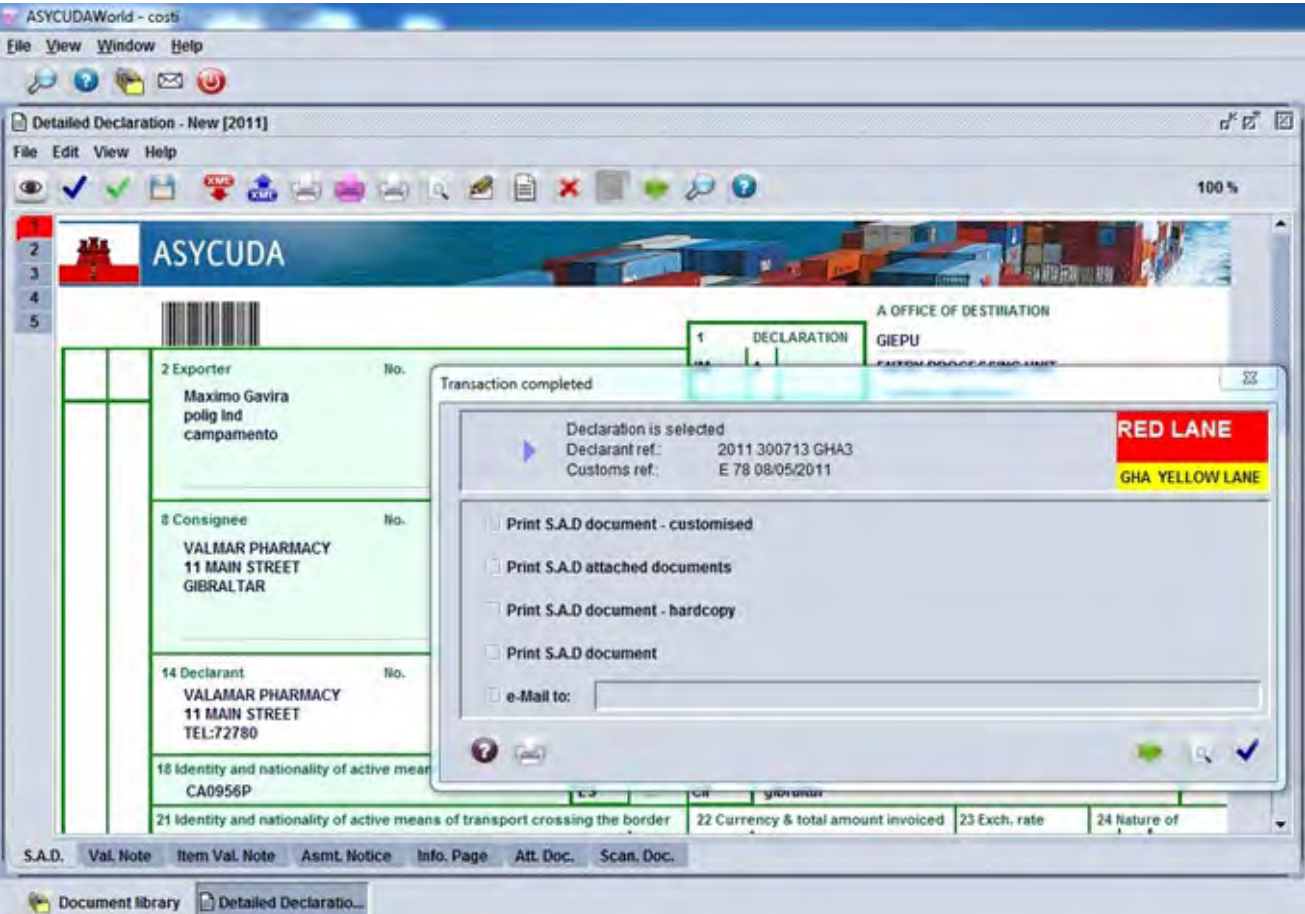 ASYCUDAWorld - costi
File View Window Help
Detailed Declaration - New [2011]
File Edit View Help
XML
XML
100 %
1
2
3
4
5
ASYCUDA
A OFFICE OF DESTINATION
1 DECLARATION
GIEPU
ENTRY PROCESSING UNIT
2 Exporter No.
Maximo Gavira
polig Ind
campamento
Transaction completed
Declaration is selected
Declarant ref.: 2011 300713 GHA3
Customs ref.: E 78 08/05/2011
RED LANE
GHA YELLOW LANE
Print S.A.D document - customised
Print S.A.D attached documents
Print S.A.D document - hardcopy
Print S.A.D document
e-Mail to:
8 Consignee No.
VALMAR PHARMACY
11 MAIN STREET
GIBRALTAR
14 Declarant No.
VALAMAR PHARMACY
11 MAIN STREET
TEL:72780
18 Identity and nationality of active mean
CA0956P ES CIF gibraltar
21 Identity and nationality of active means of transport crossing the border
22 Currency & total amount invoiced
23 Exch. rate
24 Nature of
S.A.D. Val. Note Item Val. Note Asmt. Notice Info. Page Att. Doc. Scan. Doc.
Document library Detailed Declaratio...